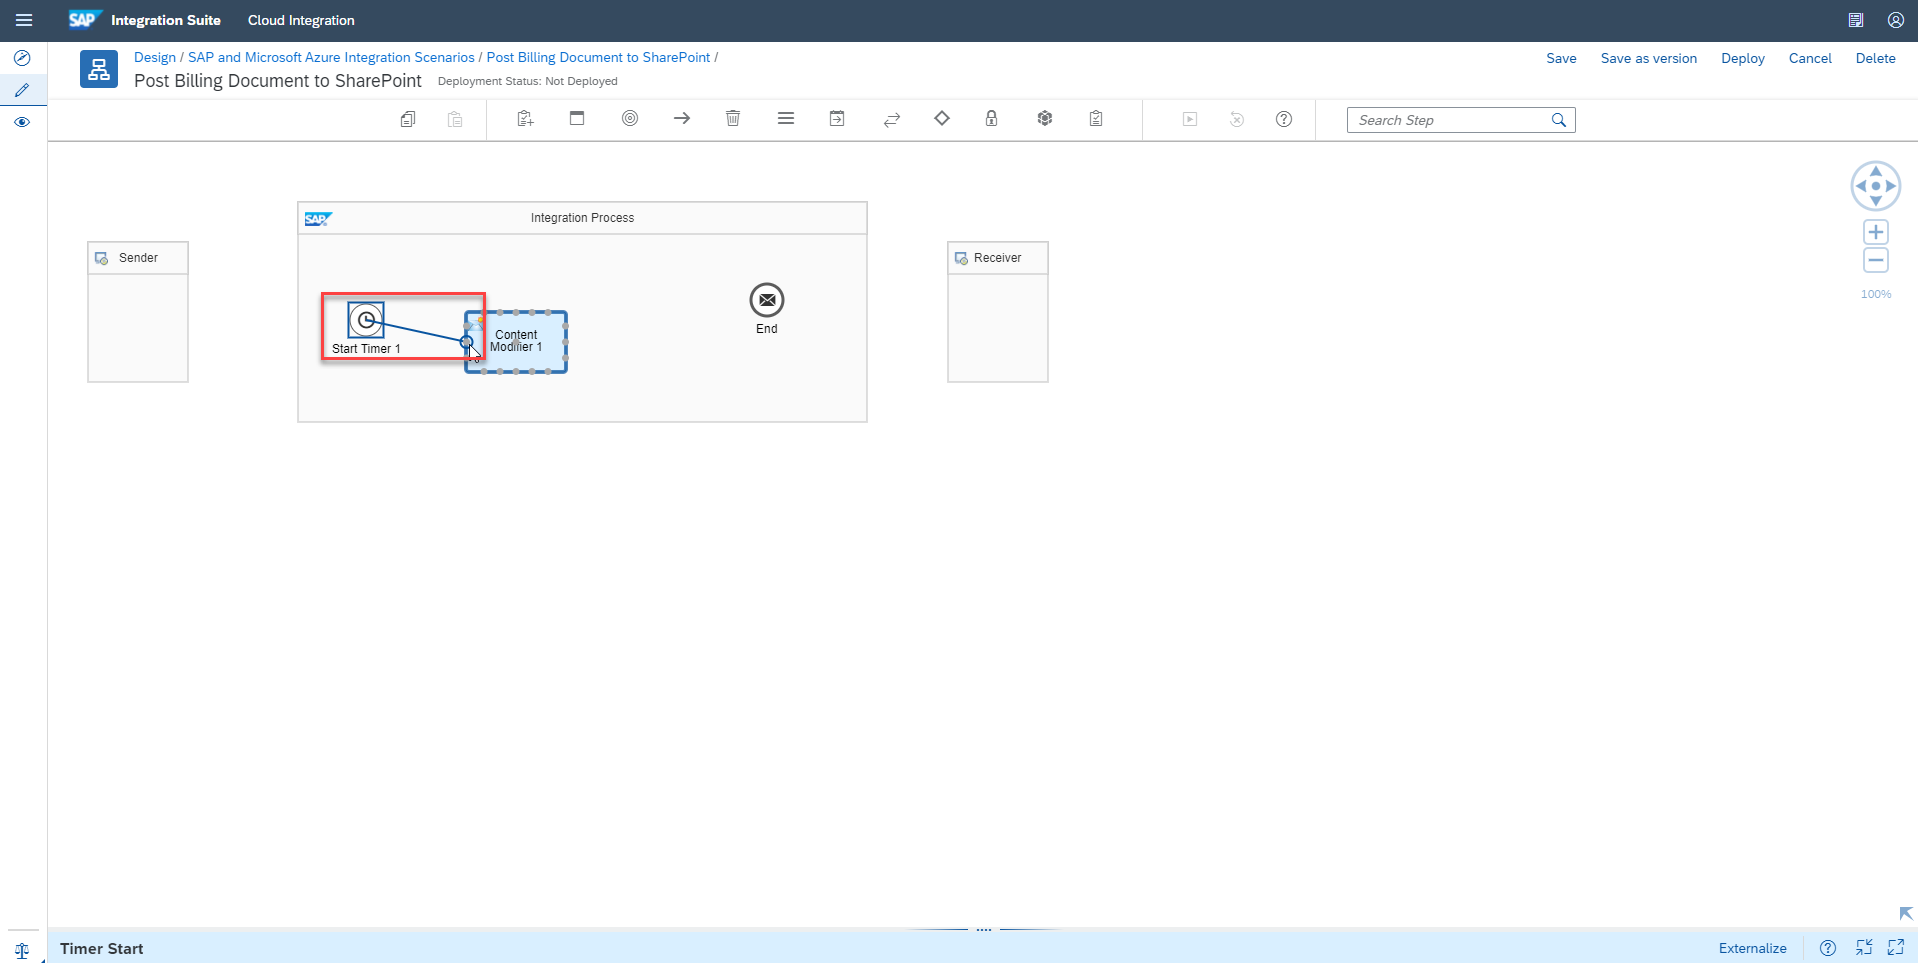 SAP Integration Suite Cloud Integration
Design / SAP and Microsoft Azure Integration Scenarios / Post Billing Document to SharePoint /
Post Billing Document to SharePoint Deployment Status: Not Deployed
Save Save as version Deploy Cancel Delete
Search Step
SAP Integration Process
Sender
Receiver
Start Timer 1
Content
Modifier 1
End
100%
Timer Start
Externalize